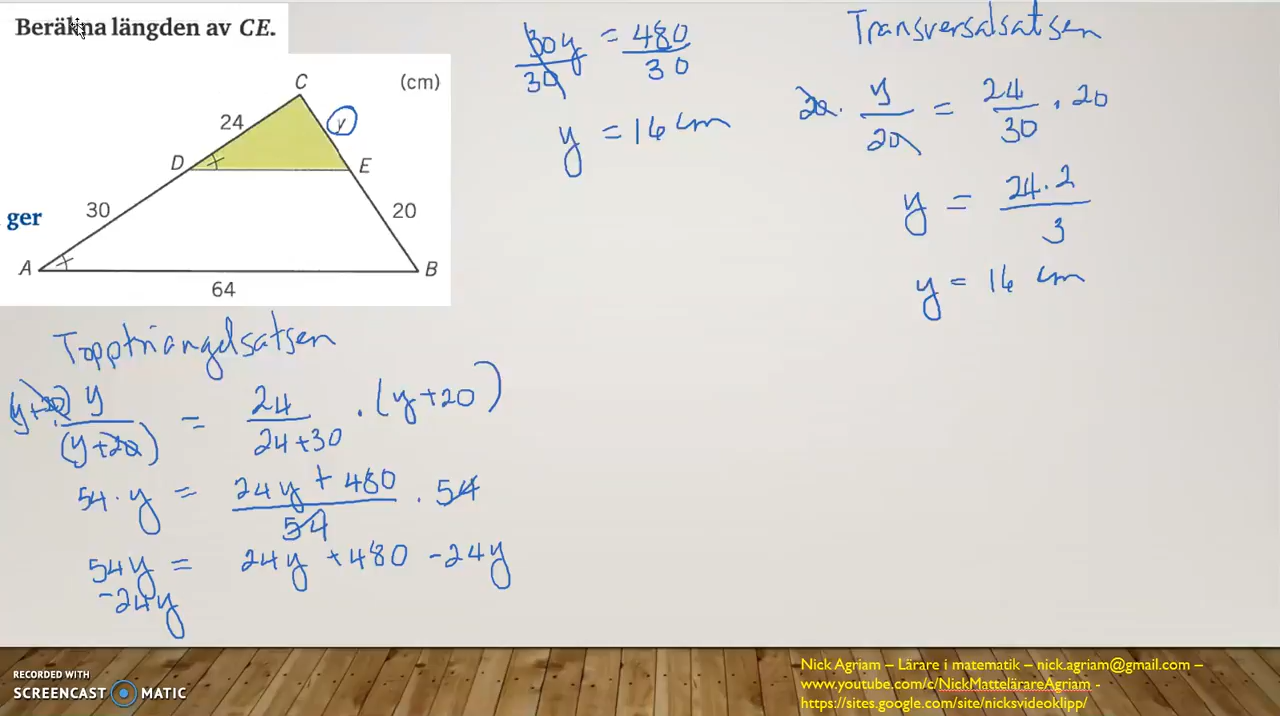 Beräkna längden av CE.
C
(cm)
24
y
D
E
30
20
ger
A
B
64
Topptriangelsatsen
(y+20) · y / (y+20) = 24 / 24+30 · (y+20)
54 · y = 24y + 480 / 54 · 54
54y = 24y + 480 - 24y
-24y
30y / 30 = 480 / 30
y = 16 cm
Transversalsatsen
20 · y / 20 = 24 / 30 · 20
y = 24 · 2 / 3
y = 16 cm
RECORDED WITH
SCREENCAST MATIC
Nick Agriam – Lärare i matematik – nick.agriam@gmail.com –
www.youtube.com/c/NickMattelärareAgriam -
https://sites.google.com/site/nicksvideoklipp/